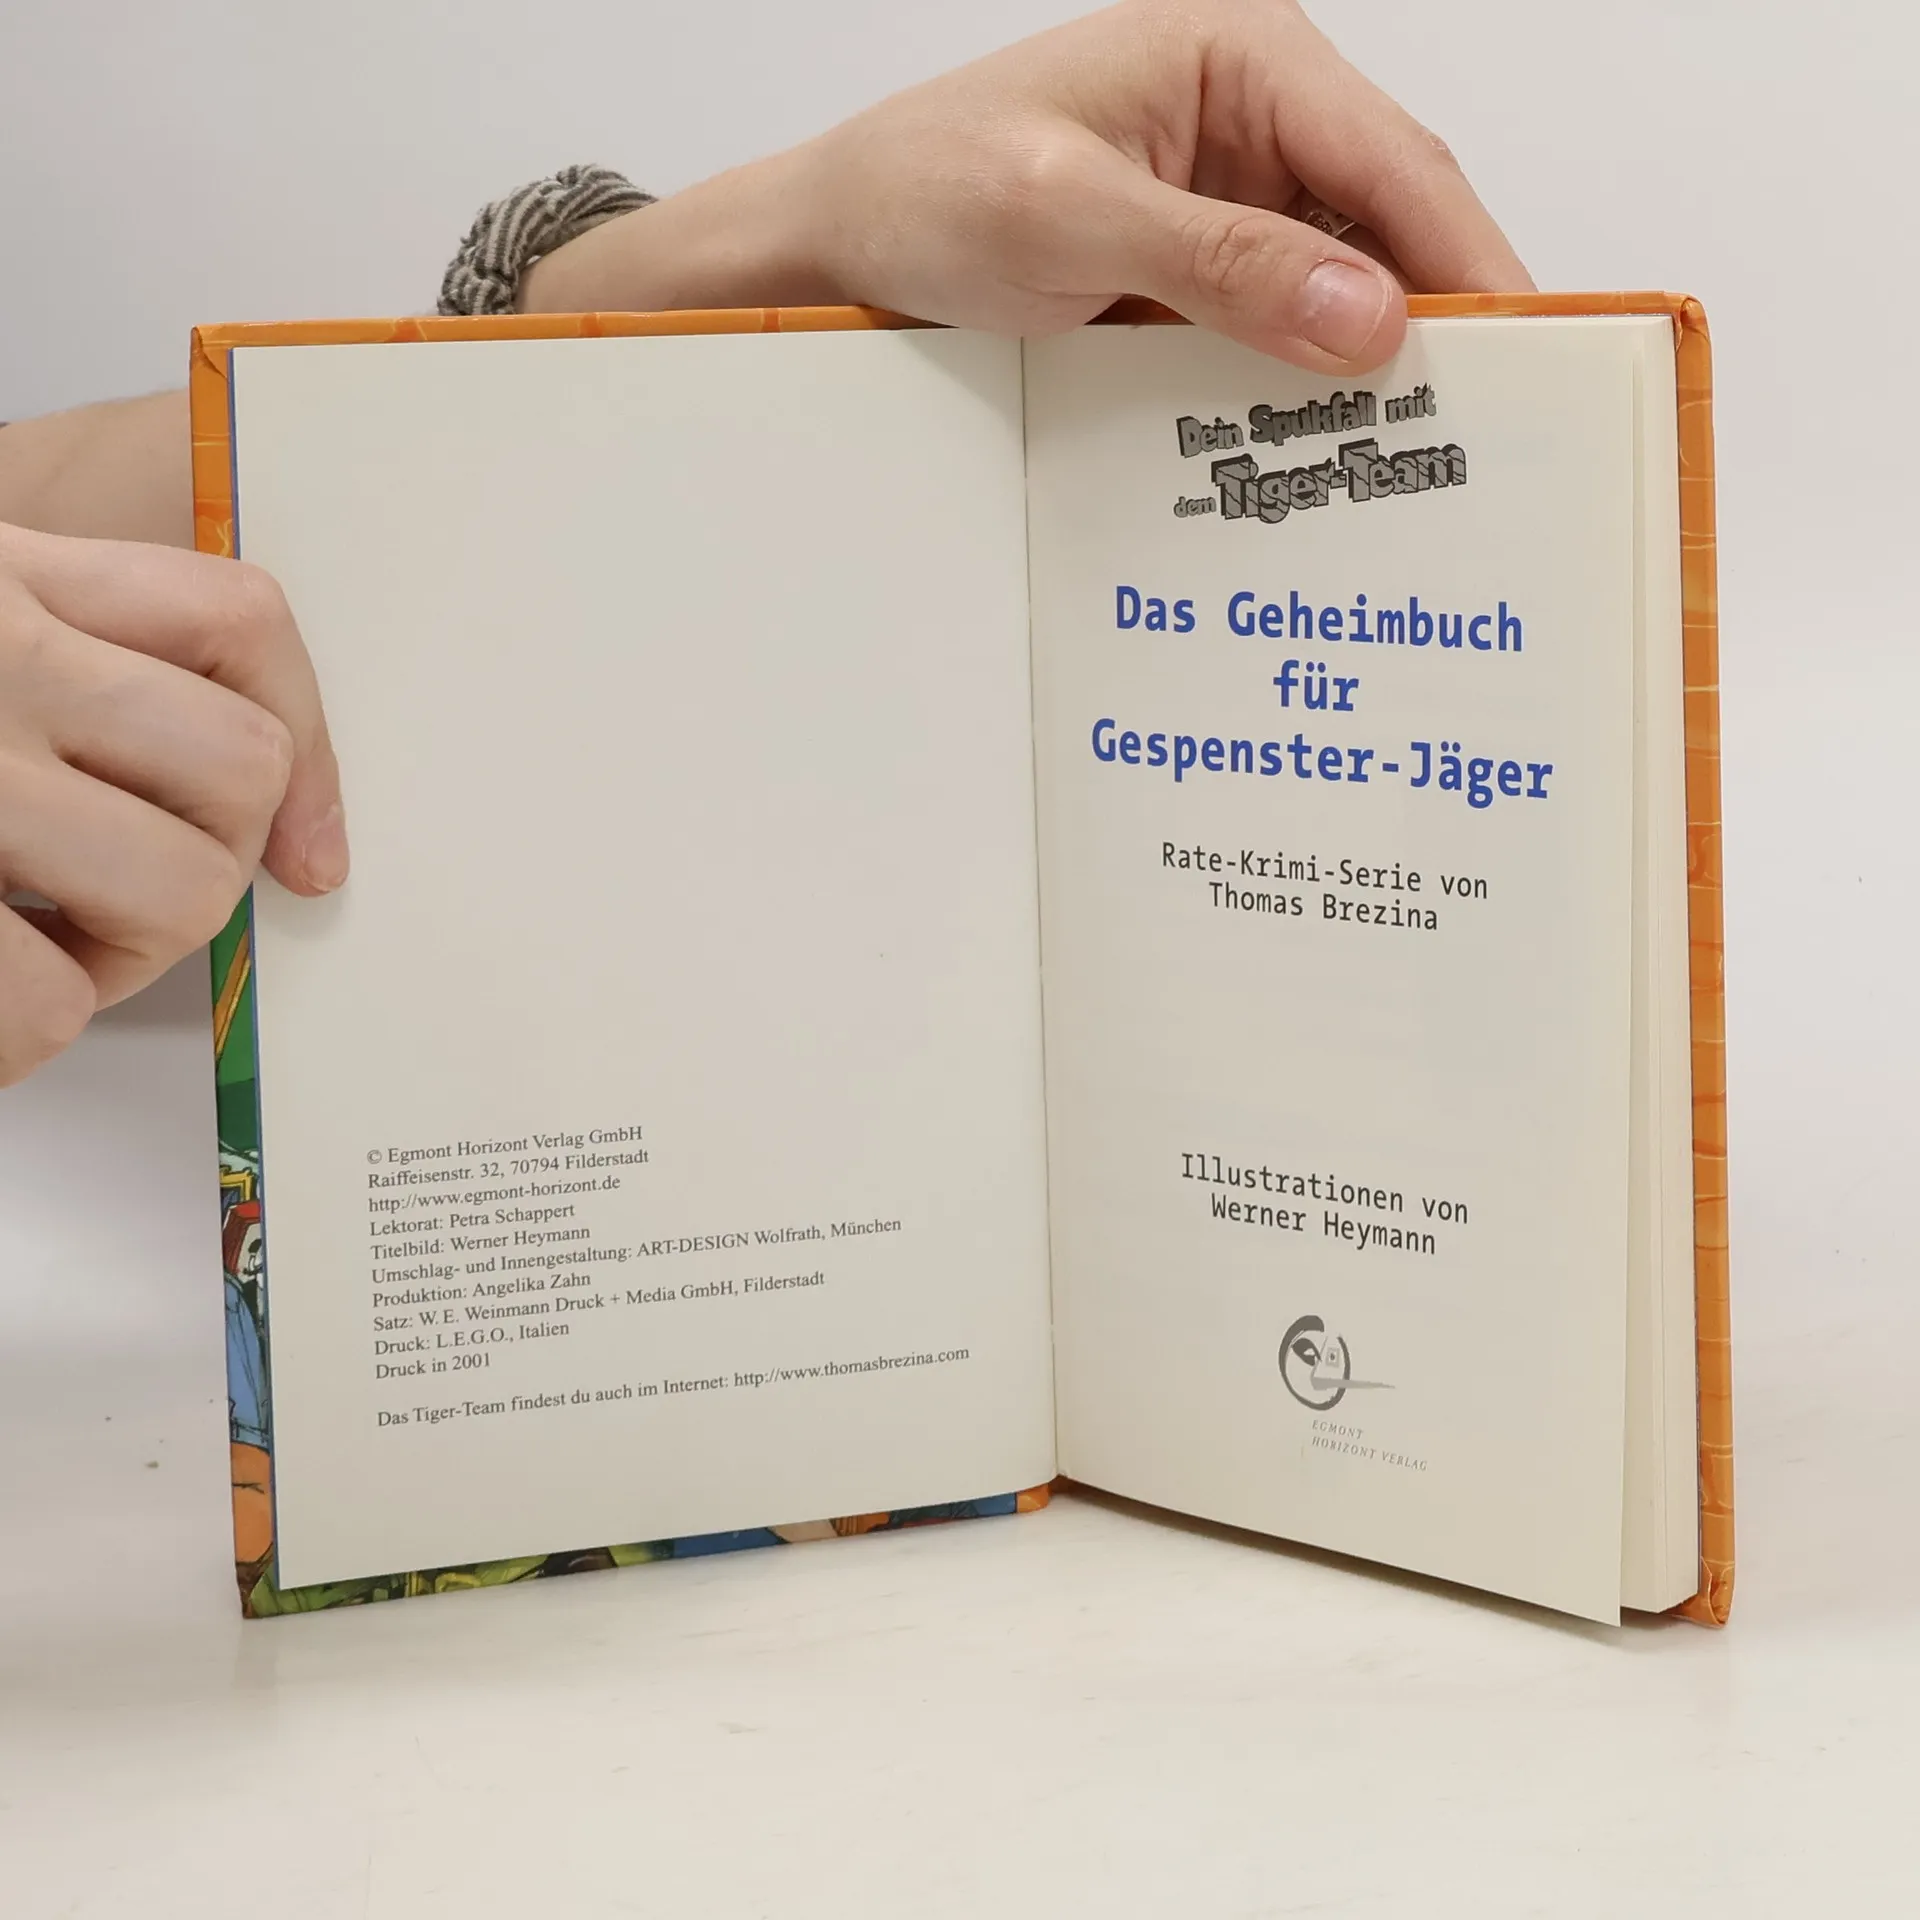 © Egmont Horizont Verlag GmbH
Raiffeisenstr. 32, 70794 Filderstadt
http://www.egmont-horizont.de
Lektorat: Petra Schappert
Titelbild: Werner Heymann
Umschlag- und Innengestaltung: ART-DESIGN Wolfrath, München
Produktion: Angelika Zahn
Satz: W. E. Weinmann Druck + Media GmbH, Filderstadt
Druck: L.E.G.O., Italien
Druck in 2001
Das Tiger-Team findest du auch im Internet: http://www.thomasbrezina.com
Dein Spukfall mit
dem Tiger-Team
Das Geheimbuch
für
Gespenster-Jäger
Rate-Krimi-Serie von
Thomas Brezina
Illustrationen von
Werner Heymann
EGMONT
HORIZONT VERLAG